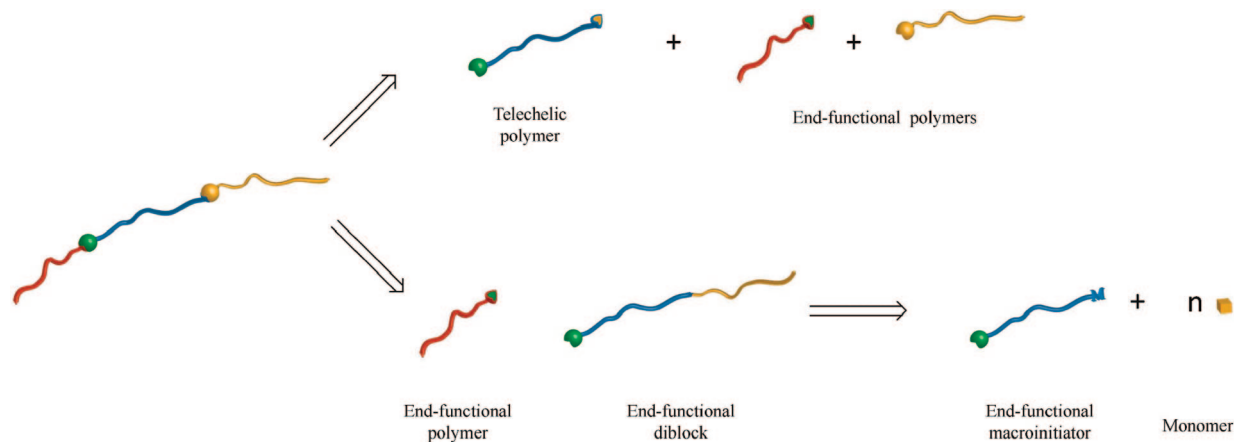 +
+
Telechelic
polymer
End-functional polymers
+
n
End-functional
polymer
End-functional
diblock
End-functional
macroinitiator
Monomer